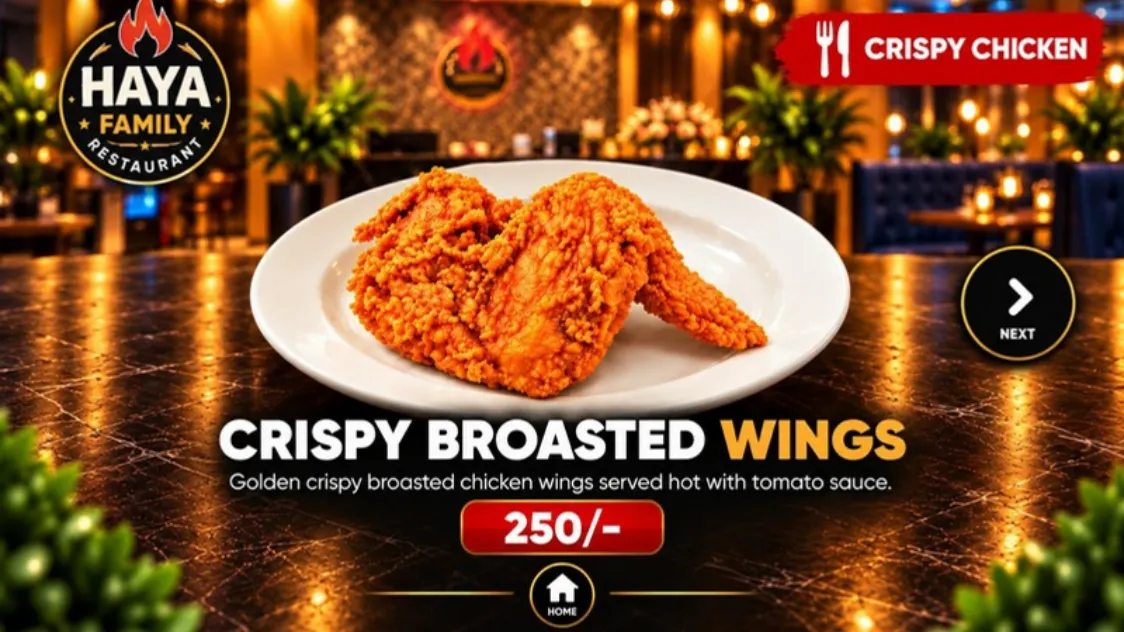 HAYA
FAMILY
RESTAURANT
CRISPY CHICKEN
NEXT
CRISPY BROASTED WINGS
Golden crispy broasted chicken wings served hot with tomato sauce.
250/-
HOME